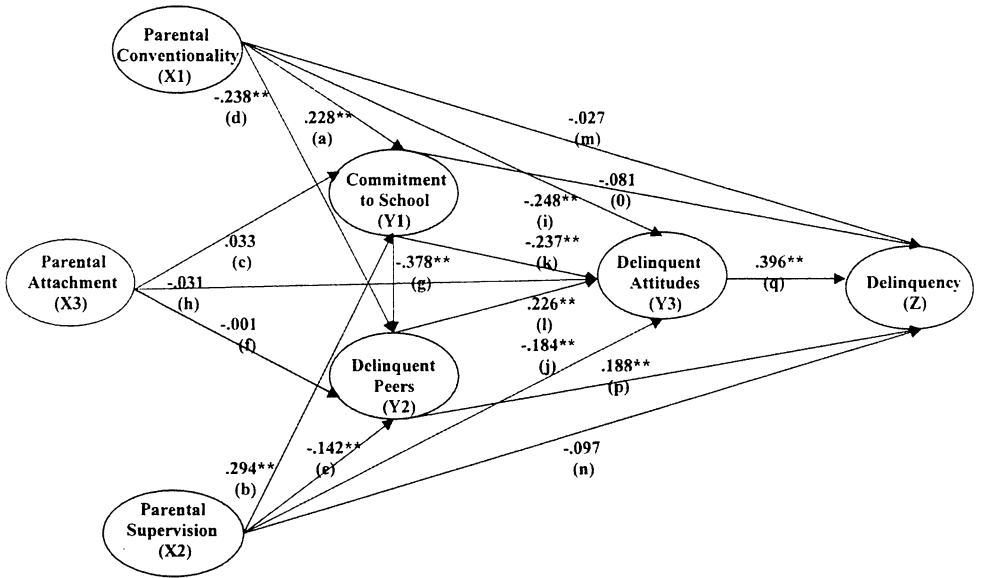 Parental
Conventionality
(X1)
-.238**
(d)
.228**
(a)
-.027
(m)
Commitment
to School
(Y1)
-.081
(0)
-.248**
(i)
-.237**
(k)
.033
(c)
-.378**
(g)
Parental
Attachment
(X3)
-.031
(h)
Delinquent
Attitudes
(Y3)
.396**
(q)
Delinquency
(Z)
-.001
(f)
.226**
(l)
-.184**
(j)
Delinquent
Peers
(Y2)
.188**
(p)
.294**
(b)
-.142**
(e)
-.097
(n)
Parental
Supervision
(X2)